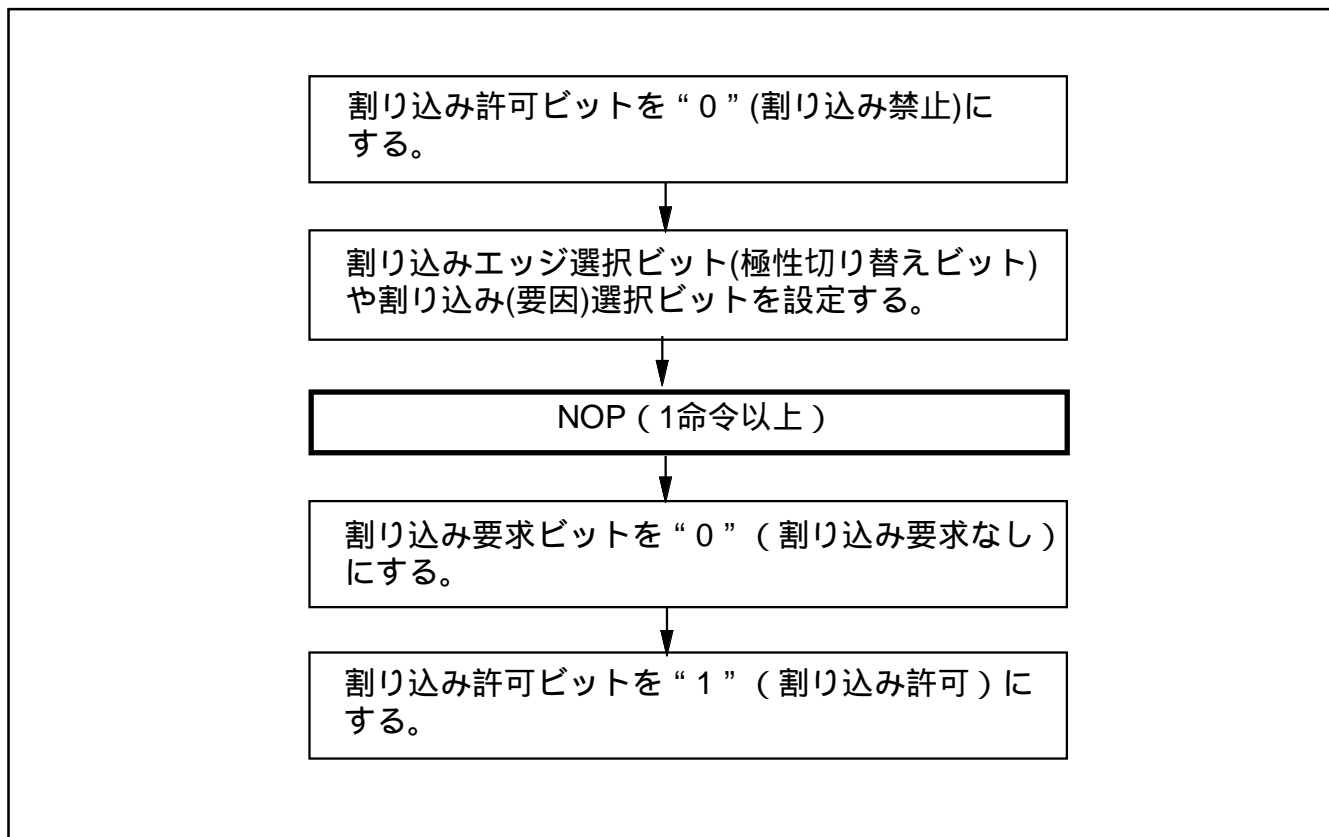 割り込み許可ビットを“ 0 ” (割り込み禁止)に
する。
割り込みエッジ選択ビット(極性切り替えビット)
や割り込み(要因)選択ビットを設定する。
NOP（1命令以上）
割り込み要求ビットを“ 0 ”（割り込み要求なし）
にする。
割り込み許可ビットを“ 1 ”（割り込み許可）に
する。